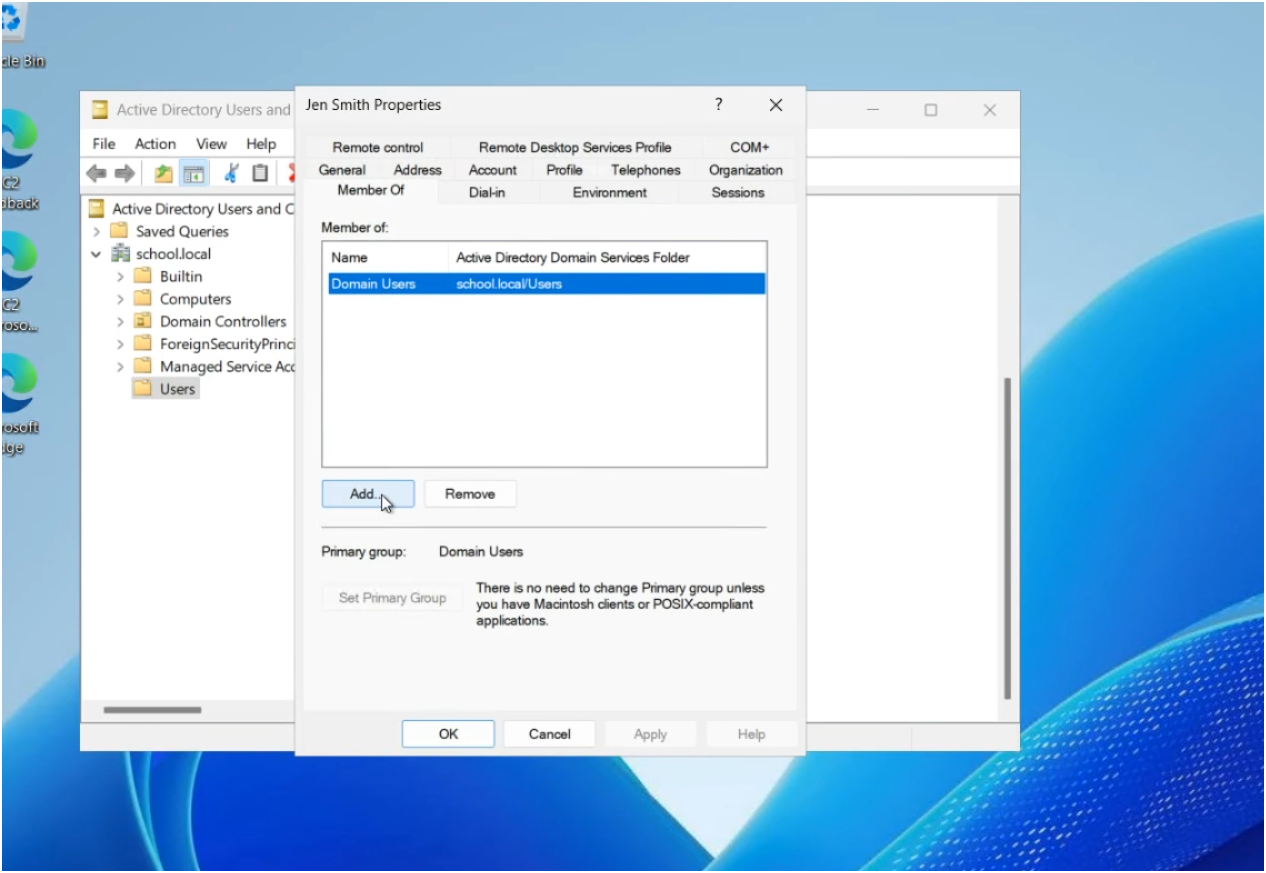 cle Bin
C2
dback
C2
roso...
rosoft
dge
Active Directory Users and
File Action View Help
Active Directory Users and C
Saved Queries
school.local
Builtin
Computers
Domain Controllers
ForeignSecurityPrinci
Managed Service Acc
Users
Jen Smith Properties
?
Remote control Remote Desktop Services Profile COM+
General Address Account Profile Telephones Organization
Member Of Dial-in Environment Sessions
Member of:
Name Active Directory Domain Services Folder
Domain Users school.local/Users
Add... Remove
Primary group: Domain Users
Set Primary Group
There is no need to change Primary group unless
you have Macintosh clients or POSIX-compliant
applications.
OK Cancel Apply Help